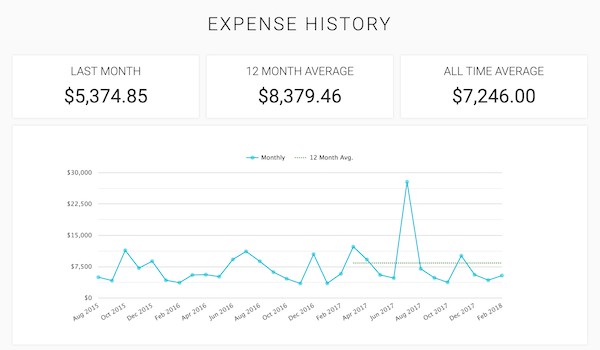 EXPENSE HISTORY
LAST MONTH
$5,374.85
12 MONTH AVERAGE
$8,379.46
ALL TIME AVERAGE
$7,246.00
Monthly
12 Month Avg.
$30,000
$22,500
$15,000
$7,500
$0
Aug 2015
Oct 2015
Dec 2015
Feb 2016
Apr 2016
Jun 2016
Aug 2016
Oct 2016
Dec 2016
Feb 2017
Apr 2017
Jun 2017
Aug 2017
Oct 2017
Dec 2017
Feb 2018